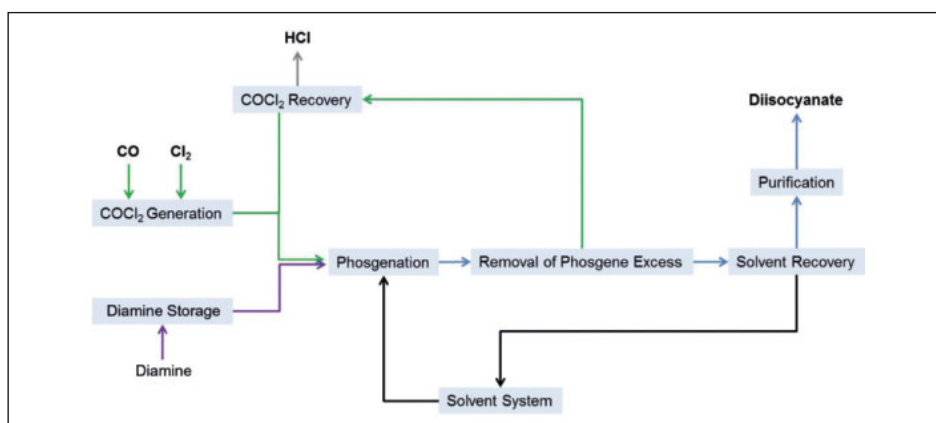 HCl
COCl₂ Recovery
Diisocyanate
CO
Cl₂
Purification
COCl₂ Generation
Phosgenation
Removal of Phosgene Excess
Solvent Recovery
Diamine Storage
Diamine
Solvent System